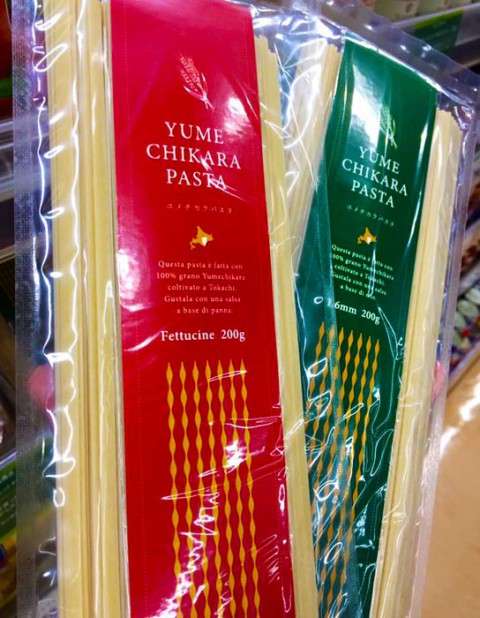 YUME
CHIKARA
PASTA
ユメチカラパスタ
Questa pasta é fatta con
100% grano Yumechikara
coltivato a Tokachi.
Gustala con una salsa
a base di panna.
Fettucine 200g
YUME
CHIKARA
PASTA
ユメチカラパスタ
Questa pasta é fatta con
100% grano Yumechikara
coltivato a Tokachi.
Gustala con una salsa
a base di
.6mm 200g